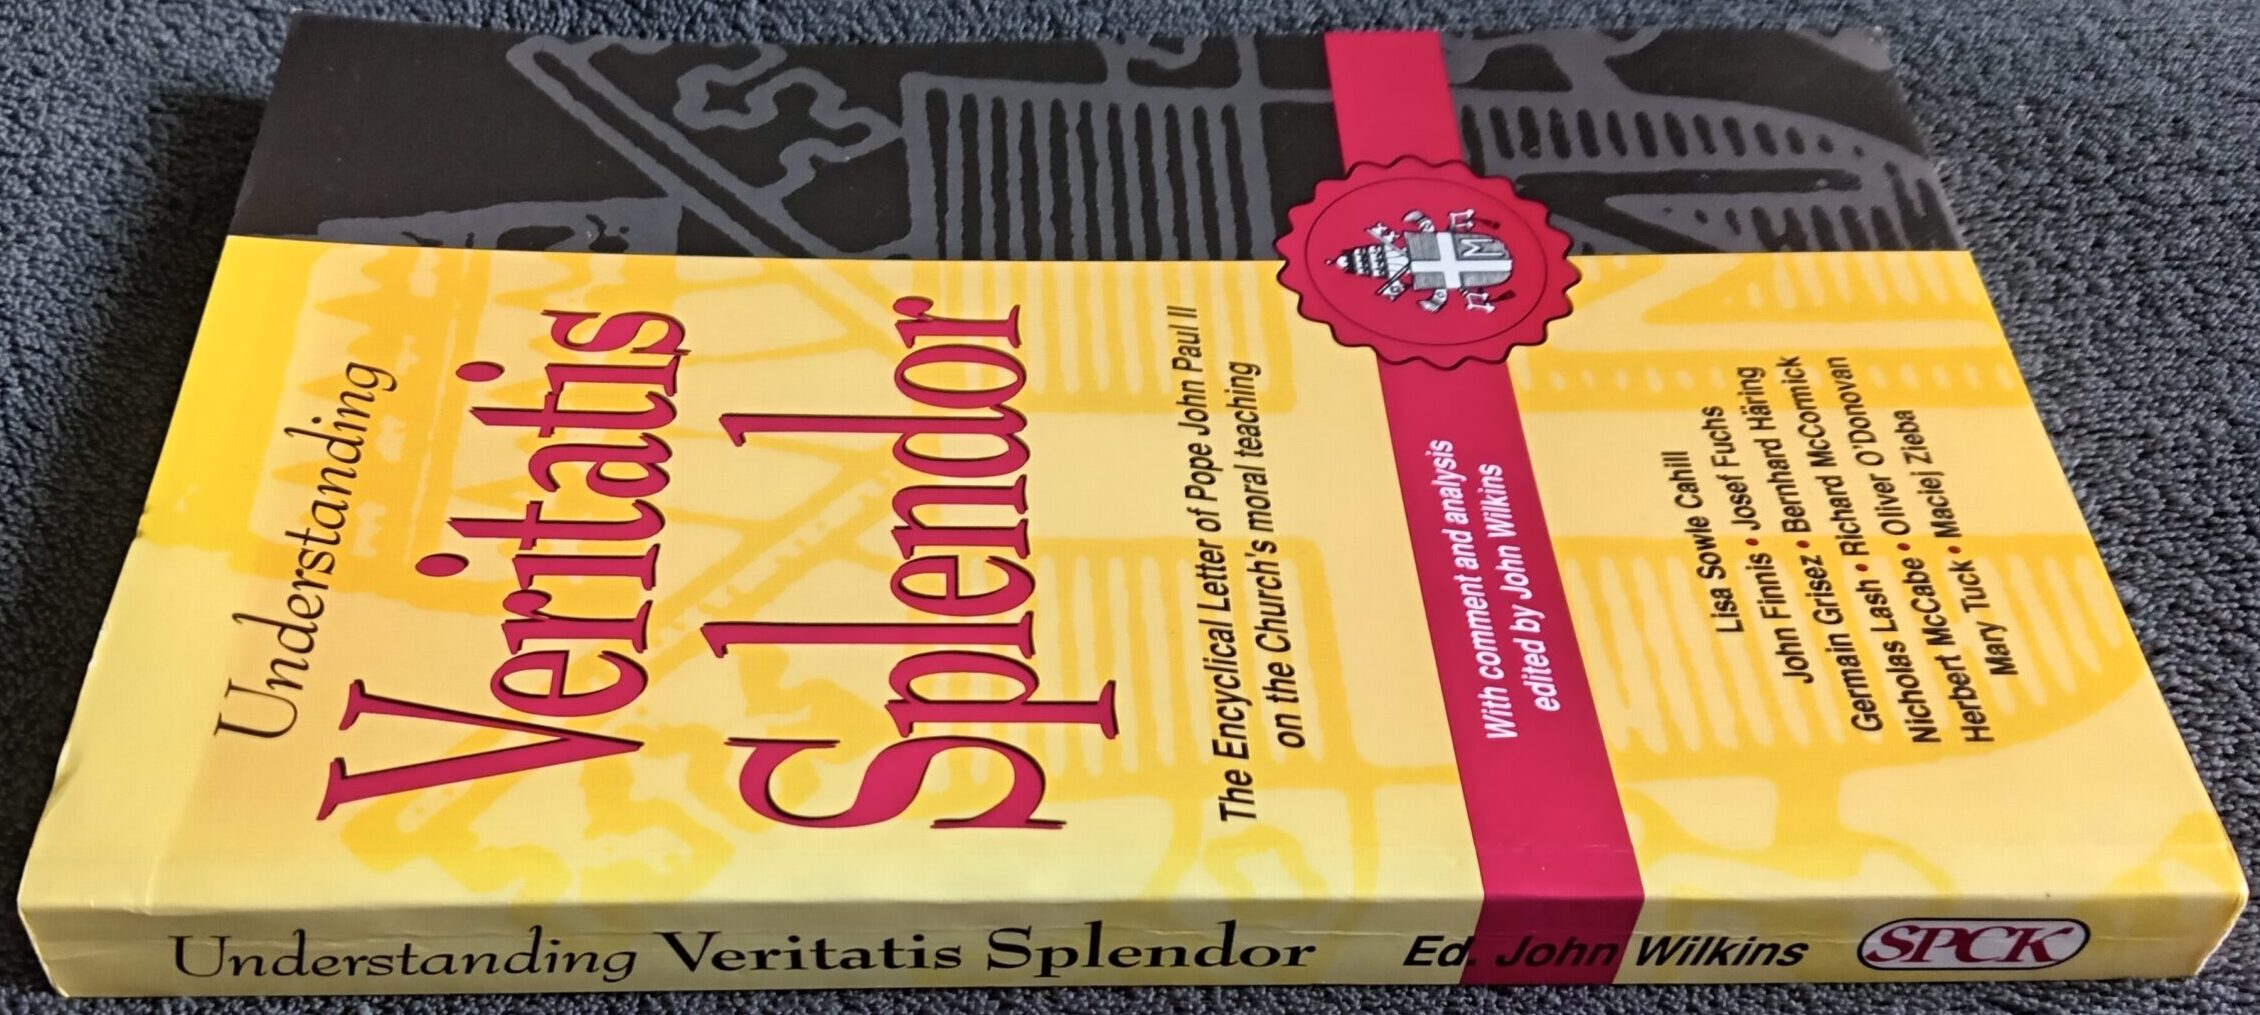 Understanding
Veritatis
Splendor
The Encyclical Letter of Pope John Paul II
on the Church's moral teaching
M
With comment and analysis
edited by John Wilkins
Lisa Sowle Cahill
John Finnis • Josef Fuchs
Germain Grisez • Bernhard Häring
Nicholas Lash • Richard McCormick
Herbert McCabe • Oliver O'Donovan
Mary Tuck • Maciej Zieba
Understanding Veritatis Splendor Ed. John Wilkins SPCK